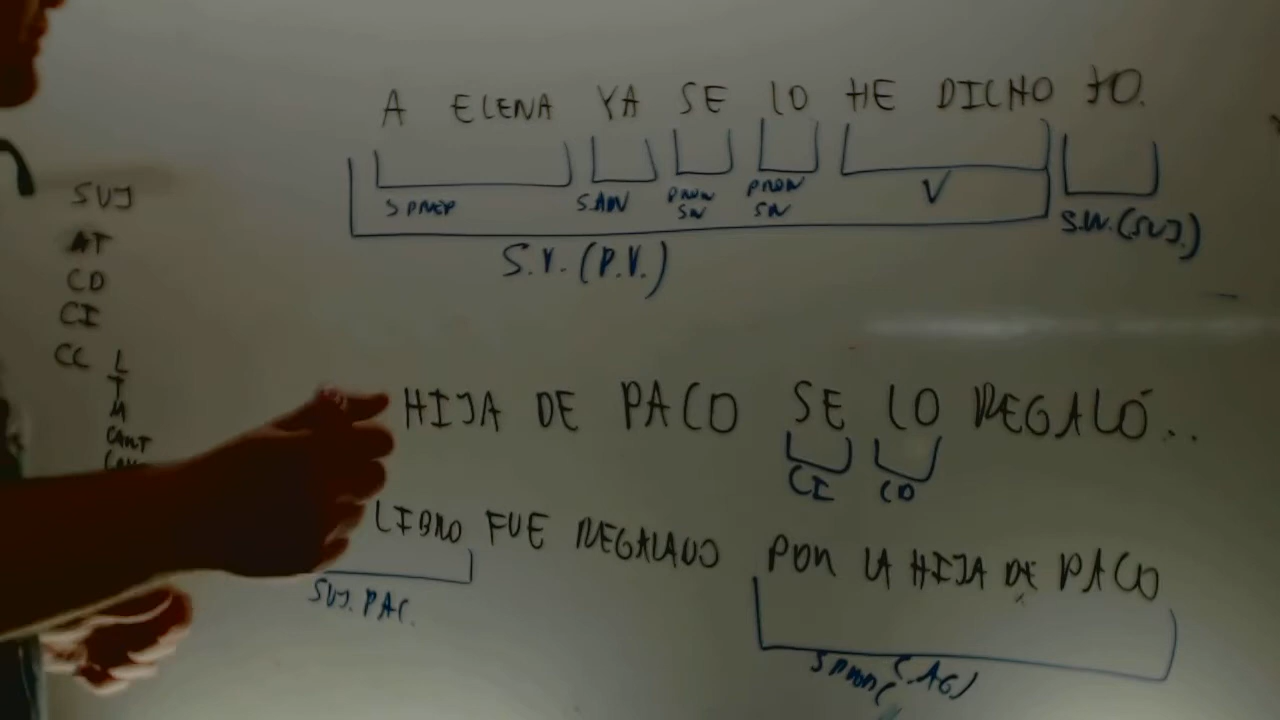 A ELENA YA SE LO HE DICHO YO.
SPREP S.ADV PRON SN PRON SN V S.N.(SUJ.)
S.V.(P.V.)
SUJ
AT
CD
CI
CC L
T
M
CANT
HIJA DE PACO SE LO REGALÓ..
CI CD
LIBRO FUE REGALADO POR LA HIJA DE PACO
SUJ. PAC.
(.AG)